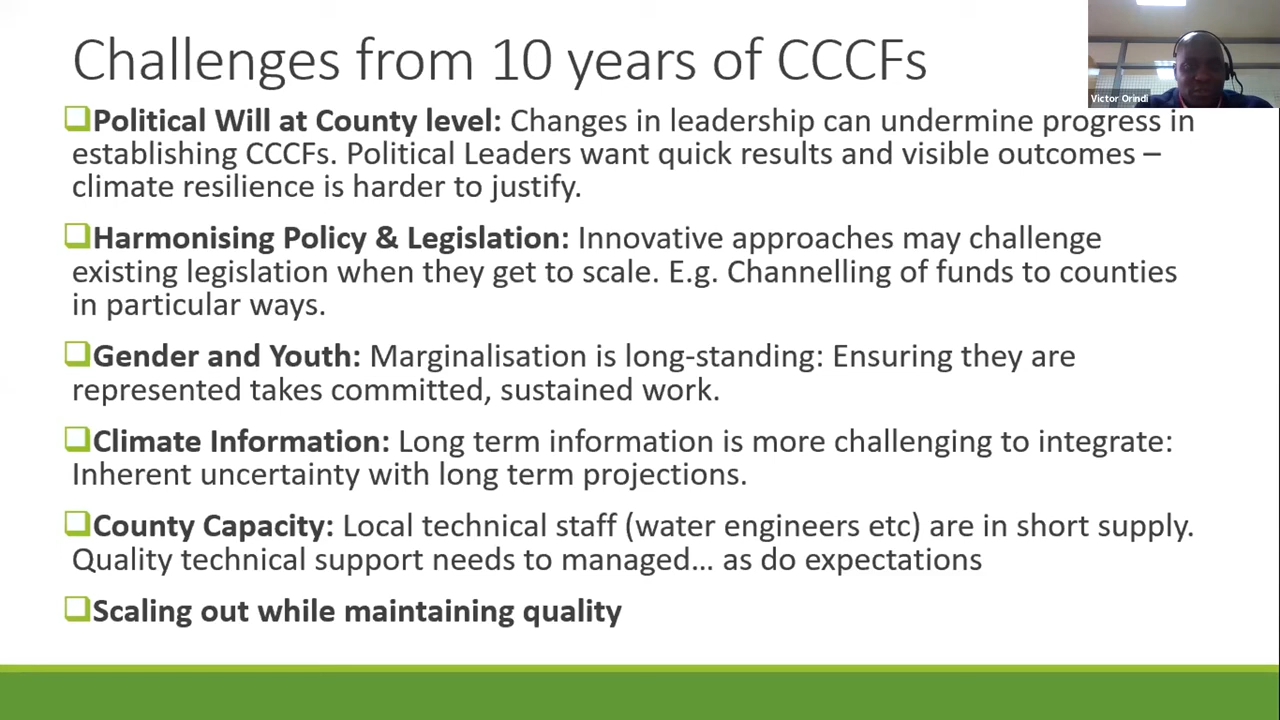 Challenges from 10 years of CCCFs
Victor Orindi
Political Will at County level: Changes in leadership can undermine progress in
establishing CCCFs. Political Leaders want quick results and visible outcomes –
climate resilience is harder to justify.
Harmonising Policy & Legislation: Innovative approaches may challenge
existing legislation when they get to scale. E.g. Channelling of funds to counties
in particular ways.
Gender and Youth: Marginalisation is long-standing: Ensuring they are
represented takes committed, sustained work.
Climate Information: Long term information is more challenging to integrate:
Inherent uncertainty with long term projections.
County Capacity: Local technical staff (water engineers etc) are in short supply.
Quality technical support needs to managed... as do expectations
Scaling out while maintaining quality